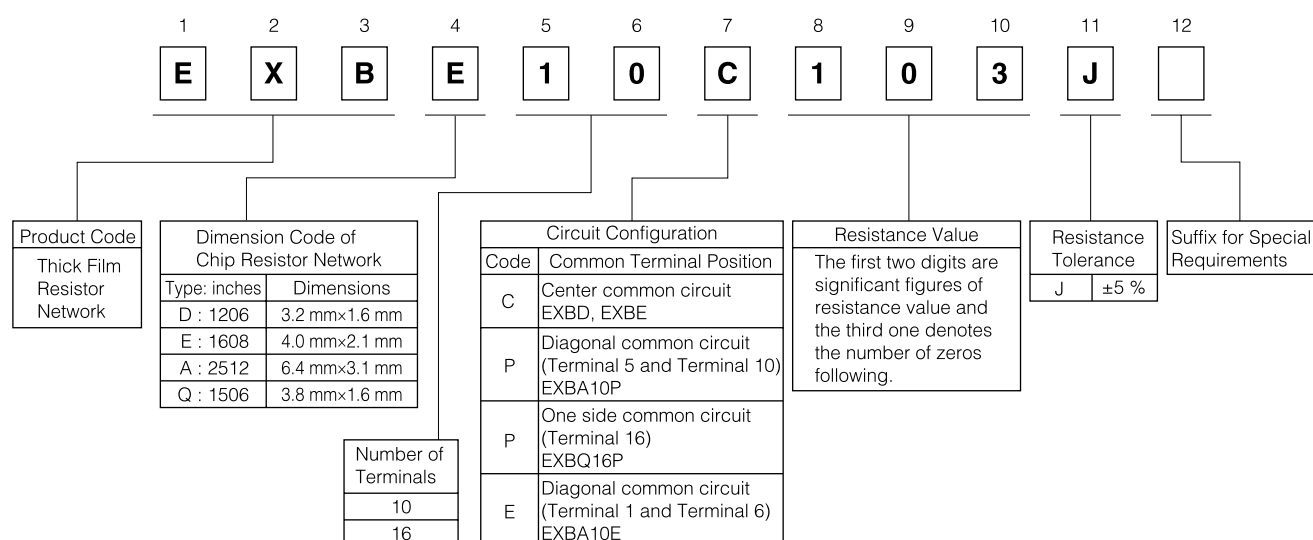 1 2 3 4 5 6 7 8 9 10 11 12
E X B E 1 0 C 1 0 3 J
Product Code
Thick Film
Resistor
Network
Dimension Code of
Chip Resistor Network
Type: inches Dimensions
D : 1206 3.2 mm×1.6 mm
E : 1608 4.0 mm×2.1 mm
A : 2512 6.4 mm×3.1 mm
Q : 1506 3.8 mm×1.6 mm
Number of
Terminals
10
16
Circuit Configuration
Code Common Terminal Position
C Center common circuit
EXBD, EXBE
P Diagonal common circuit
(Terminal 5 and Terminal 10)
EXBA10P
P One side common circuit
(Terminal 16)
EXBQ16P
E Diagonal common circuit
(Terminal 1 and Terminal 6)
EXBA10E
Resistance Value
The first two digits are
significant figures of
resistance value and
the third one denotes
the number of zeros
following.
Resistance
Tolerance
J ±5 %
Suffix for Special
Requirements